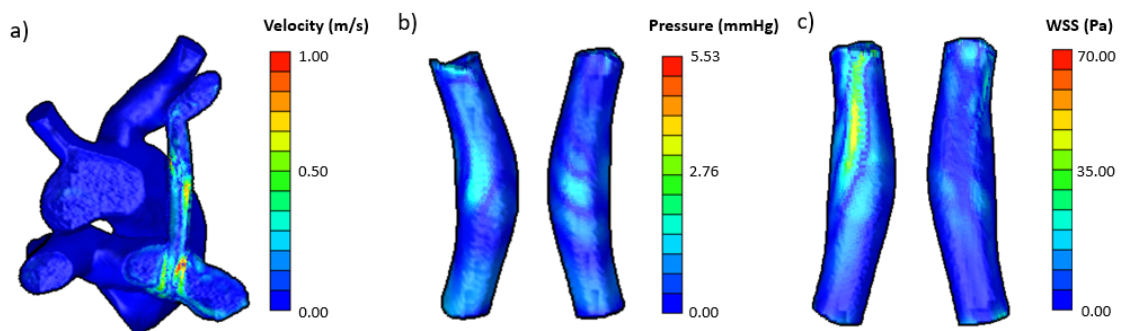 a)
Velocity (m/s)
1.00
0.50
0.00
b)
Pressure (mmHg)
5.53
2.76
0.00
c)
WSS (Pa)
70.00
35.00
0.00